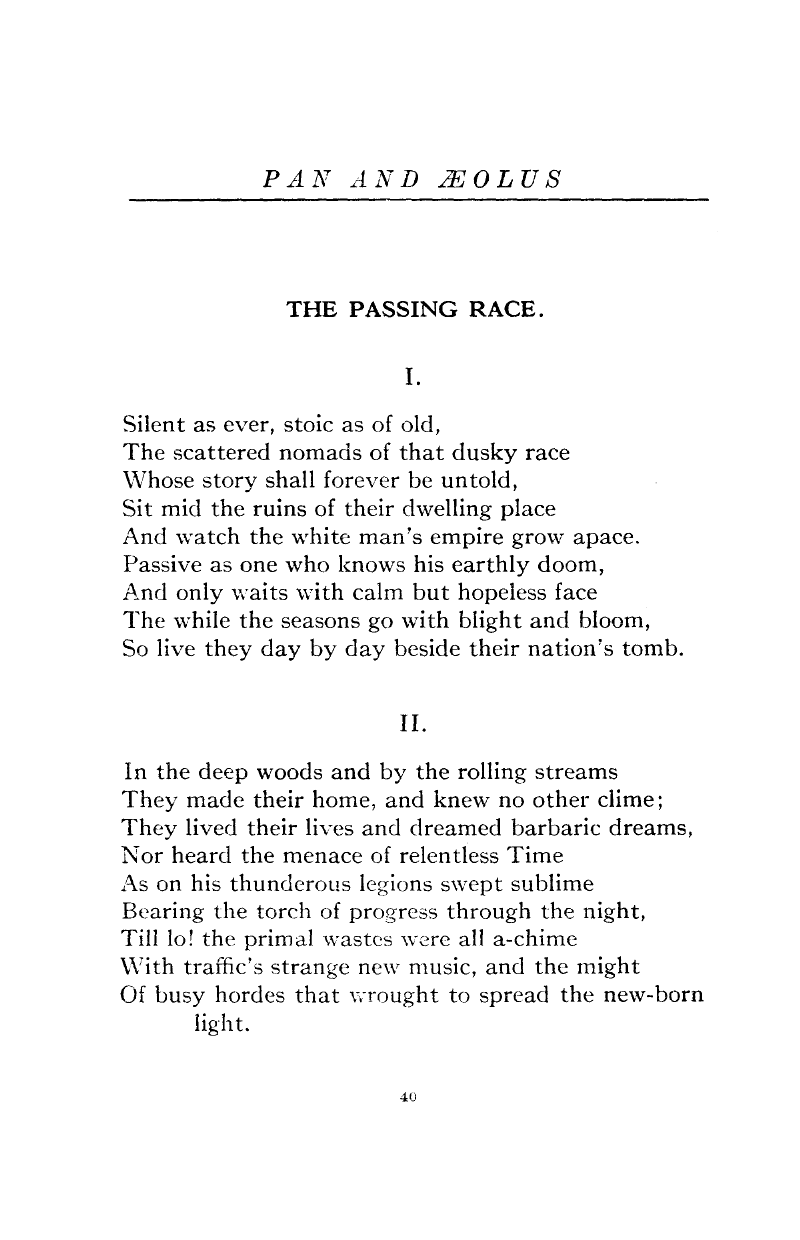 PAN AND ÆOLUS
THE PASSING RACE.
I.
Silent as ever, stoic as of old,
The scattered nomads of that dusky race
Whose story shall forever be untold,
Sit mid the ruins of their dwelling place
And watch the white man's empire grow apace.
Passive as one who knows his earthly doom,
And only waits with calm but hopeless face
The while the seasons go with blight and bloom,
So live they day by day beside their nation's tomb.
II.
In the deep woods and by the rolling streams
They made their home, and knew no other clime;
They lived their lives and dreamed barbaric dreams,
Nor heard the menace of relentless Time
As on his thunderous legions swept sublime
Bearing the torch of progress through the night,
Till lo! the primal wastes were all a-chime
With traffic's strange new music, and the might
Of busy hordes that wrought to spread the new-born
light.
40